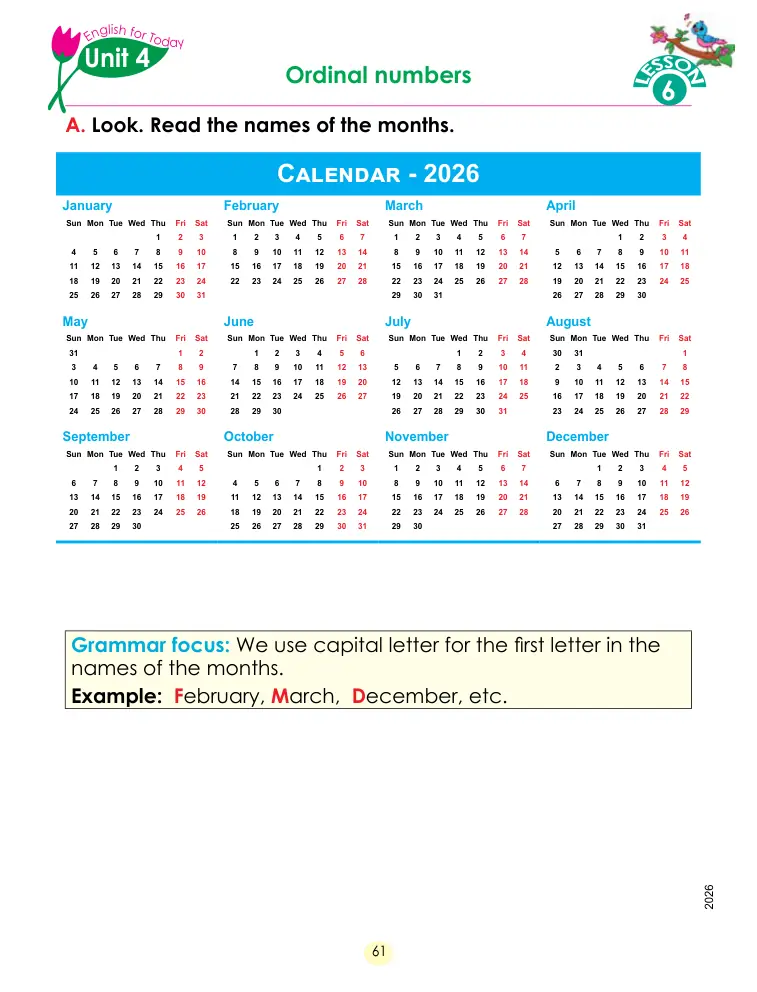 English for Today
Unit 4
Ordinal numbers
LESSON
6
A. Look. Read the names of the months.
CALENDAR - 2026
January
Sun Mon Tue Wed Thu Fri Sat
1 2 3
4 5 6 7 8 9 10
11 12 13 14 15 16 17
18 19 20 21 22 23 24
25 26 27 28 29 30 31
February
Sun Mon Tue Wed Thu Fri Sat
1 2 3 4 5 6 7
8 9 10 11 12 13 14
15 16 17 18 19 20 21
22 23 24 25 26 27 28
March
Sun Mon Tue Wed Thu Fri Sat
1 2 3 4 5 6 7
8 9 10 11 12 13 14
15 16 17 18 19 20 21
22 23 24 25 26 27 28
29 30 31
April
Sun Mon Tue Wed Thu Fri Sat
1 2 3 4
5 6 7 8 9 10 11
12 13 14 15 16 17 18
19 20 21 22 23 24 25
26 27 28 29 30
May
Sun Mon Tue Wed Thu Fri Sat
31 1 2
3 4 5 6 7 8 9
10 11 12 13 14 15 16
17 18 19 20 21 22 23
24 25 26 27 28 29 30
June
Sun Mon Tue Wed Thu Fri Sat
1 2 3 4 5 6
7 8 9 10 11 12 13
14 15 16 17 18 19 20
21 22 23 24 25 26 27
28 29 30
July
Sun Mon Tue Wed Thu Fri Sat
1 2 3 4
5 6 7 8 9 10 11
12 13 14 15 16 17 18
19 20 21 22 23 24 25
26 27 28 29 30 31
August
Sun Mon Tue Wed Thu Fri Sat
30 31 1
2 3 4 5 6 7 8
9 10 11 12 13 14 15
16 17 18 19 20 21 22
23 24 25 26 27 28 29
September
Sun Mon Tue Wed Thu Fri Sat
1 2 3 4 5
6 7 8 9 10 11 12
13 14 15 16 17 18 19
20 21 22 23 24 25 26
27 28 29 30
October
Sun Mon Tue Wed Thu Fri Sat
1 2 3
4 5 6 7 8 9 10
11 12 13 14 15 16 17
18 19 20 21 22 23 24
25 26 27 28 29 30 31
November
Sun Mon Tue Wed Thu Fri Sat
1 2 3 4 5 6 7
8 9 10 11 12 13 14
15 16 17 18 19 20 21
22 23 24 25 26 27 28
29 30
December
Sun Mon Tue Wed Thu Fri Sat
1 2 3 4 5
6 7 8 9 10 11 12
13 14 15 16 17 18 19
20 21 22 23 24 25 26
27 28 29 30 31
Grammar focus: We use capital letter for the first letter in the
names of the months.
Example: February, March, December, etc.
2026
61